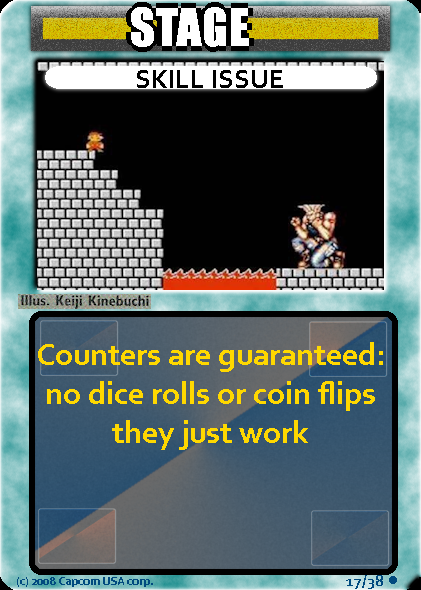 STAGE
SKILL ISSUE
Illus. Keiji Kinebuchi
Counters are guaranteed:
no dice rolls or coin flips
they just work
(c) 2008 Capcom USA corp.
17/38 ●